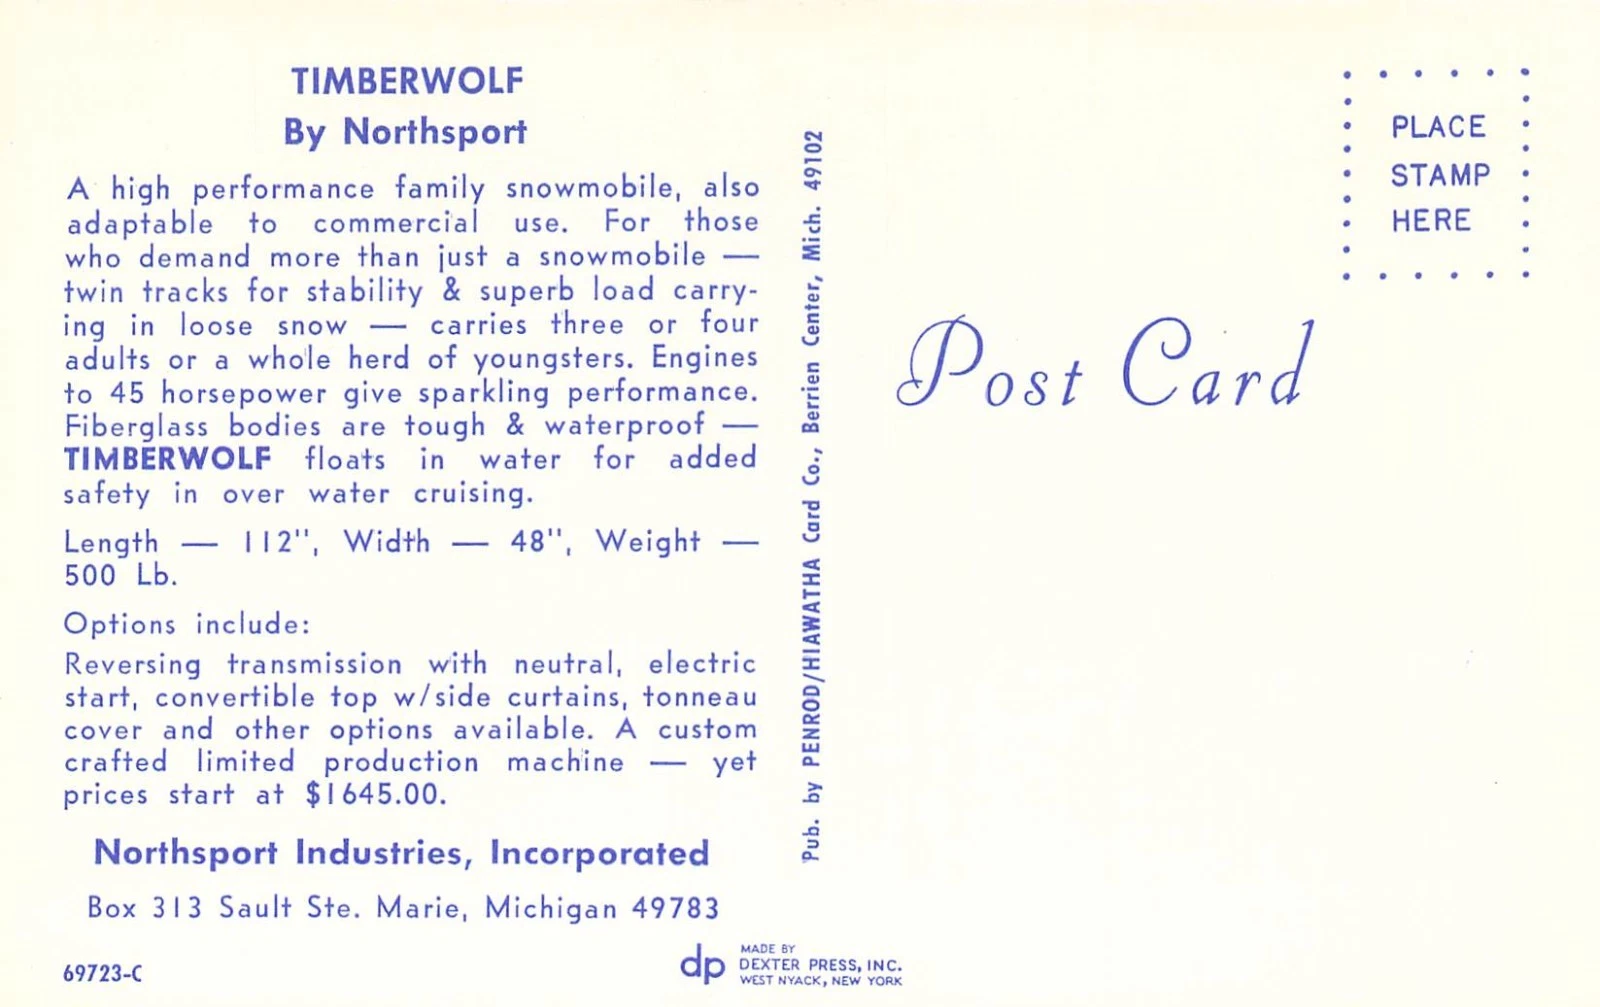 TIMBERWOLF
By Northsport
A high performance family snowmobile, also
adaptable to commercial use. For those
who demand more than just a snowmobile —
twin tracks for stability & superb load carry-
ing in loose snow — carries three or four
adults or a whole herd of youngsters. Engines
to 45 horsepower give sparkling performance.
Fiberglass bodies are tough & waterproof —
TIMBERWOLF floats in water for added
safety in over water cruising.
Length — 112", Width — 48", Weight —
500 Lb.
Options include:
Reversing transmission with neutral, electric
start, convertible top w/side curtains, tonneau
cover and other options available. A custom
crafted limited production machine — yet
prices start at $1645.00.
Northsport Industries, Incorporated
Box 313 Sault Ste. Marie, Michigan 49783
69723-C
Pub. by PENROD/HIAWATHA Card Co., Berrien Center, Mich. 49102
dp
MADE BY
DEXTER PRESS, INC.
WEST NYACK, NEW YORK
PLACE
STAMP
HERE
Post Card